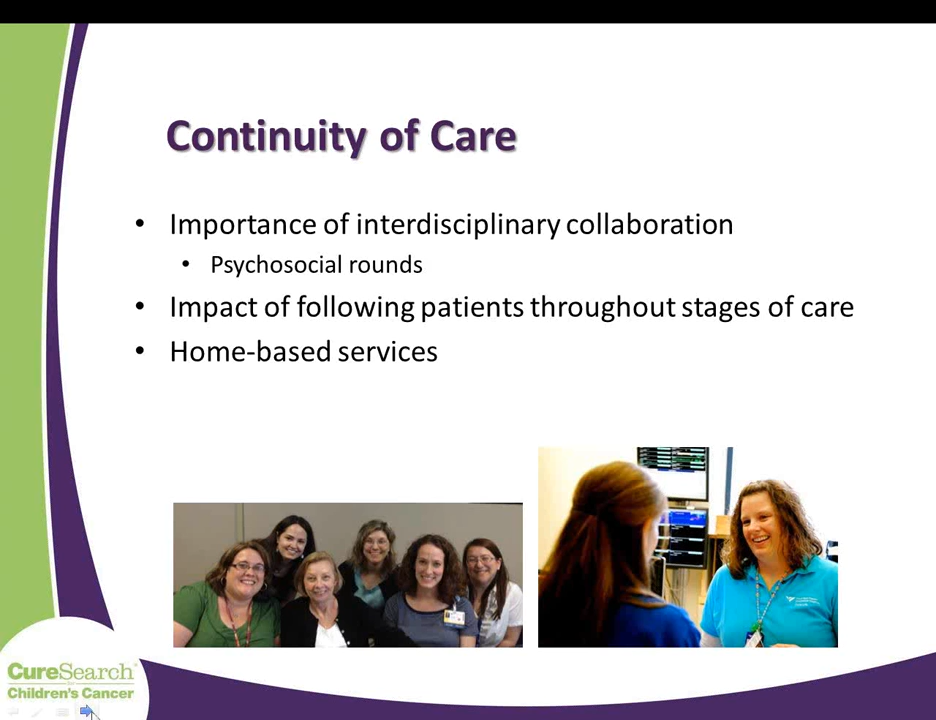 Continuity of Care
• Importance of interdisciplinary collaboration
• Psychosocial rounds
• Impact of following patients throughout stages of care
• Home-based services
CureSearch
Children's Cancer